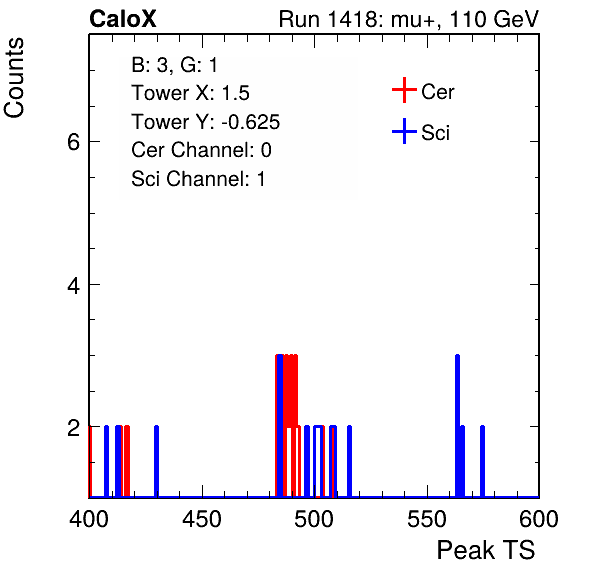 CaloX
Run 1418: mu+, 110 GeV
Counts
B: 3, G: 1
Tower X: 1.5
Tower Y: -0.625
Cer Channel: 0
Sci Channel: 1
Cer
Sci
6
4
2
400 450 500 550 600
Peak TS